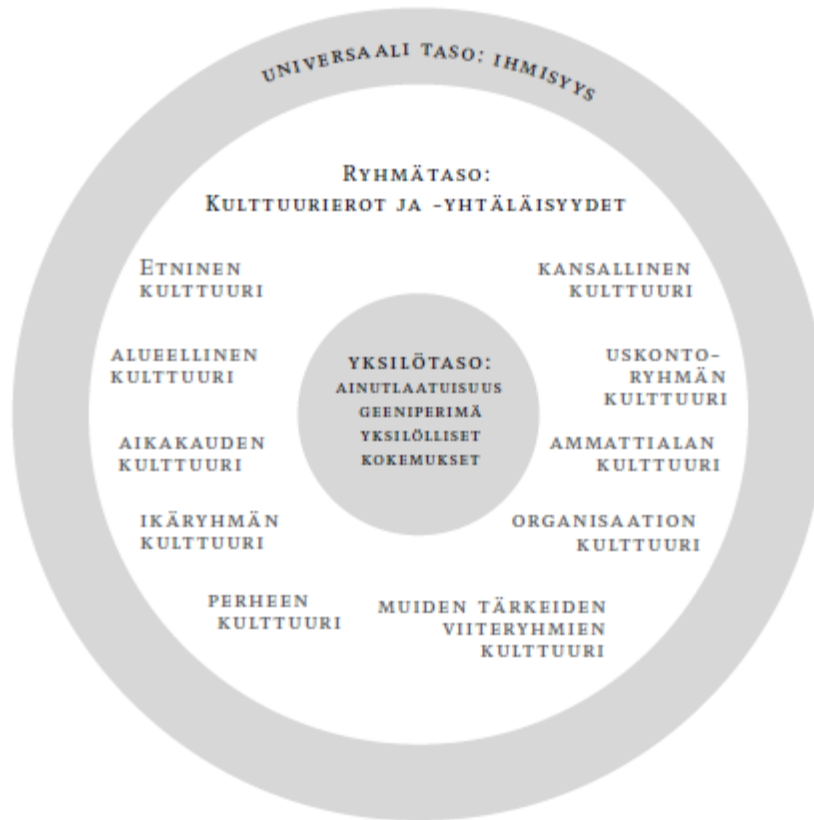 UNIVERSAALI TASO: IHMISYYS
RYHMÄTASO:
KULTTUURIEROT JA -YHTÄLÄISYYDET
ETNINEN
KULTTUURI
KANSALLINEN
KULTTUURI
ALUEELLINEN
KULTTUURI
YKSILÖTASO:
AINUTLAATUISUUS
GEENIPERIMÄ
YKSILÖLLISET
KOKEMUKSET
USKONTO-
RYHMÄN
KULTTUURI
AIKAKAUDEN
KULTTUURI
AMMATTIALAN
KULTTUURI
IKÄRYHMÄN
KULTTUURI
ORGANISAATION
KULTTUURI
PERHEEN
KULTTUURI
MUIDEN TÄRKEIDEN
VIITERYHMIEN
KULTTUURI